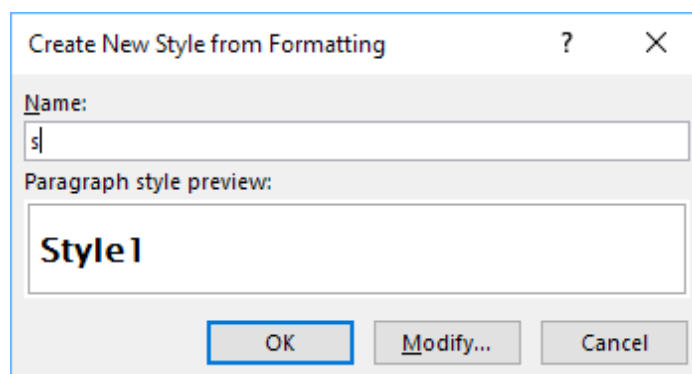 Create New Style from Formatting ?
Name:
s
Paragraph style preview:
Style1
OK Modify... Cancel